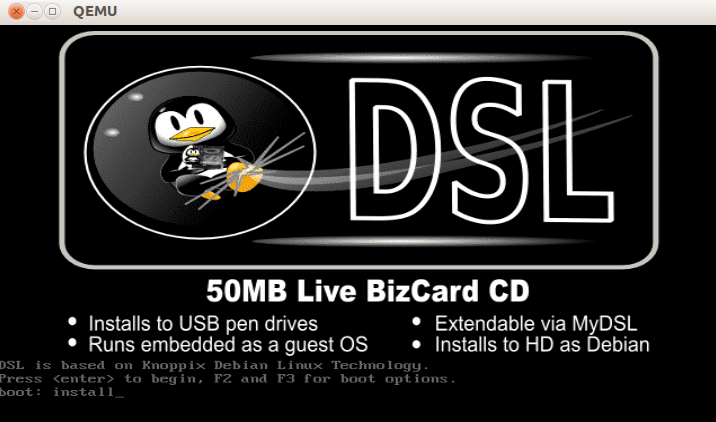 QEMU
DSL
50MB Live BizCard CD
Installs to USB pen drives
Runs embedded as a guest OS
Extendable via MyDSL
Installs to HD as Debian
DSL is based on Knoppix Debian Linux Technology.
Press <enter> to begin, F2 and F3 for boot options.
boot: install_